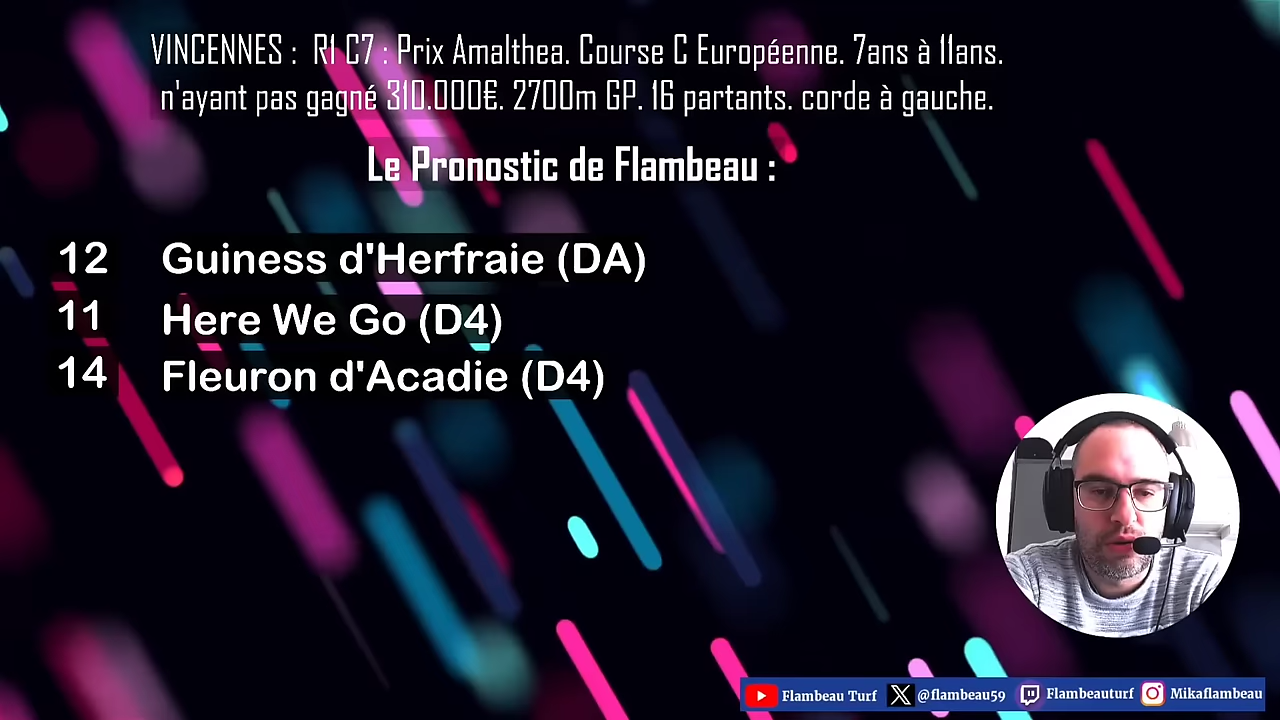 VINCENNES : R1 C7 : Prix Amalthea. Course C Européenne. 7ans à 11ans.
n'ayant pas gagné 310.000€. 2700m GP. 16 partants. corde à gauche.
Le Pronostic de Flambeau :
12 Guiness d'Herfraie (DA)
11 Here We Go (D4)
14 Fleuron d'Acadie (D4)
Flambeau Turf @flambeau59 Flambeauturf Mikaflambeau